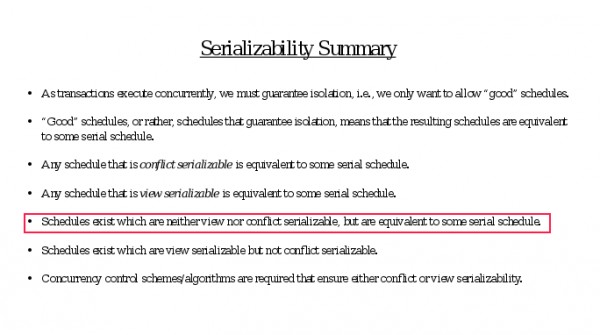 Serializability Summary
• As transactions execute concurrently, we must guarantee isolation, i.e., we only want to allow “good” schedules.
• “Good” schedules, or rather, schedules that guarantee isolation, means that the resulting schedules are equivalent
to some serial schedule.
• Any schedule that is conflict serializable is equivalent to some serial schedule.
• Any schedule that is view serializable is equivalent to some serial schedule.
• Schedules exist which are neither view nor conflict serializable, but are equivalent to some serial schedule.
• Schedules exist which are view serializable but not conflict serializable.
• Concurrency control schemes/algorithms are required that ensure either conflict or view serializability.